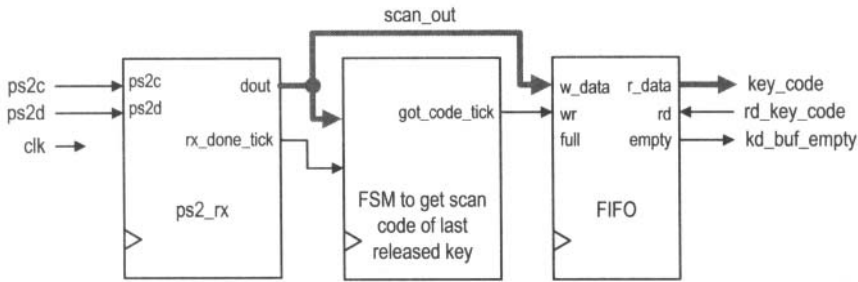 scan_out
ps2c
ps2d
clk
ps2c
ps2d
dout
rx_done_tick
ps2_rx
got_code_tick
FSM to get scan
code of last
released key
w_data
r_data
wr
rd
full
empty
FIFO
key_code
rd_key_code
kd_buf_empty